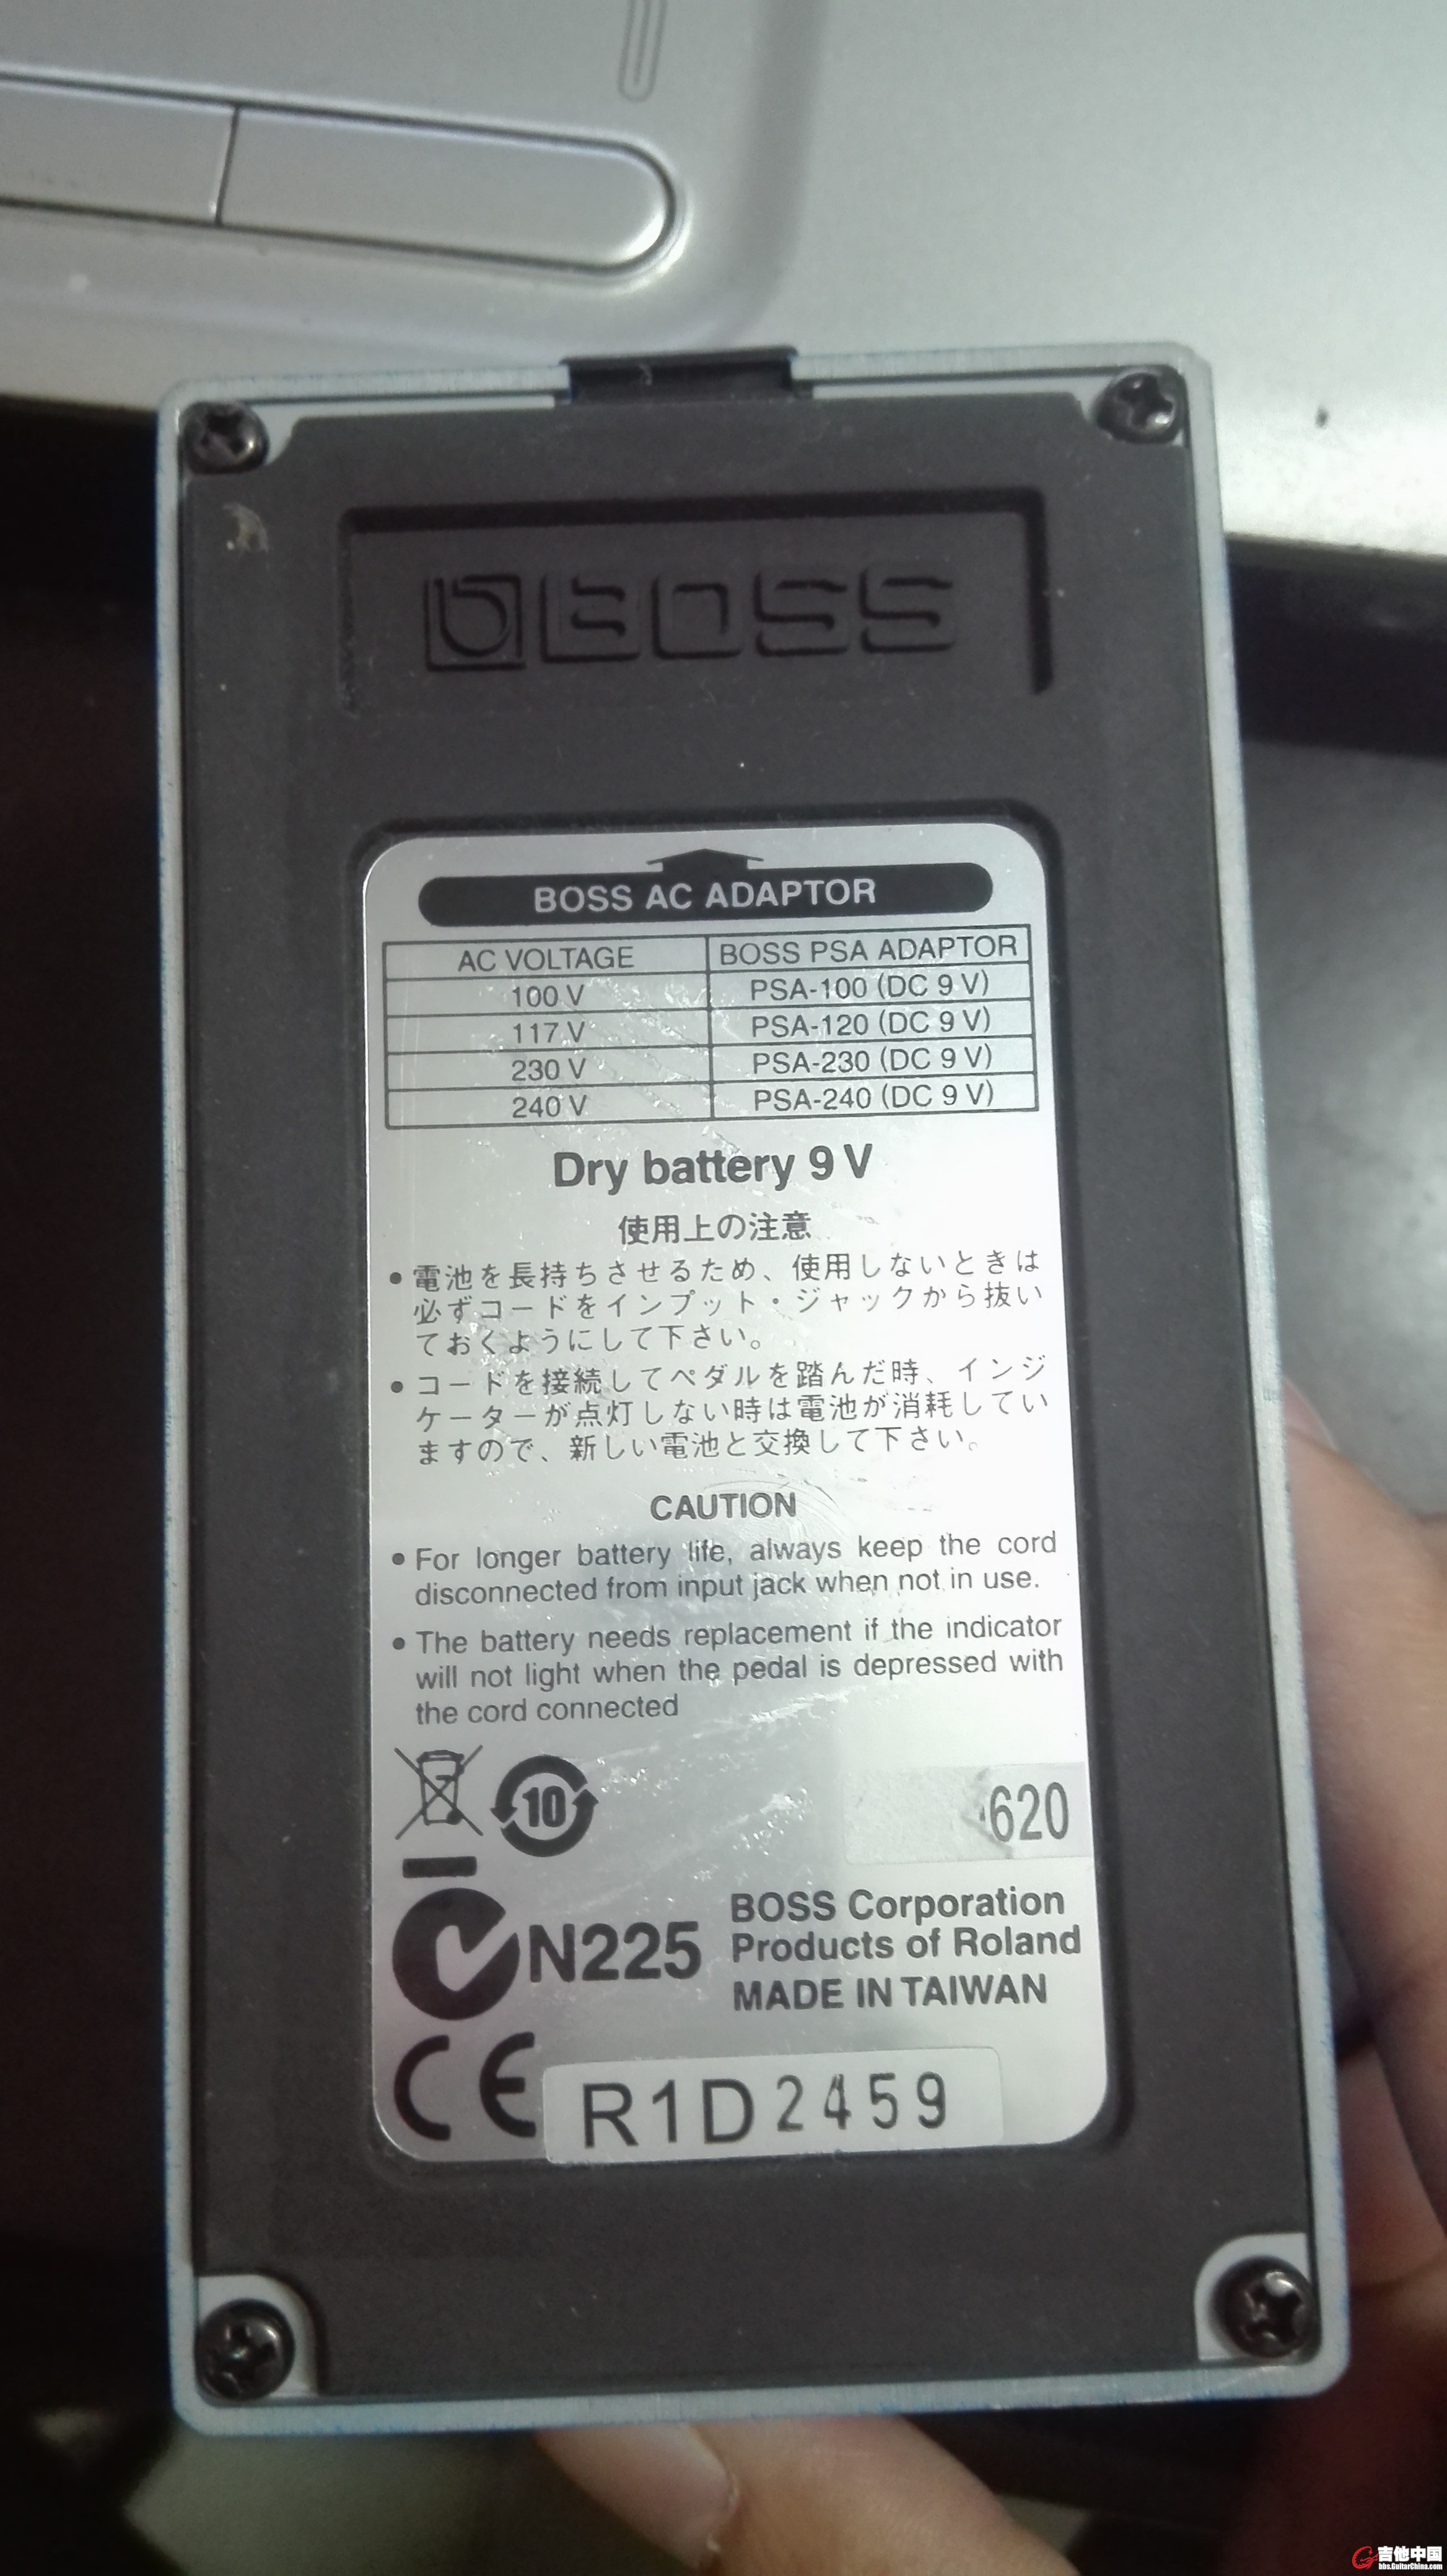 BOSS
BOSS AC ADAPTOR
AC VOLTAGE BOSS PSA ADAPTOR
100 V PSA-100 (DC 9 V)
117 V PSA-120 (DC 9 V)
230 V PSA-230 (DC 9 V)
240 V PSA-240 (DC 9 V)
Dry battery 9 V
使用上の注意
• 電池を長持ちさせるため、使用しないときは
必ずコードをインプット・ジャックから抜い
ておくようにして下さい。
• コードを接続してペダルを踏んだ時、インジ
ケーターが点灯しない時は電池が消耗してい
ますので、新しい電池と交換して下さい。
CAUTION
• For longer battery life, always keep the cord
disconnected from input jack when not in use.
• The battery needs replacement if the indicator
will not light when the pedal is depressed with
the cord connected
10
620
N225
BOSS Corporation
Products of Roland
MADE IN TAIWAN
CE
R1D2459
吉他中国
bbs.GuitarChina.com